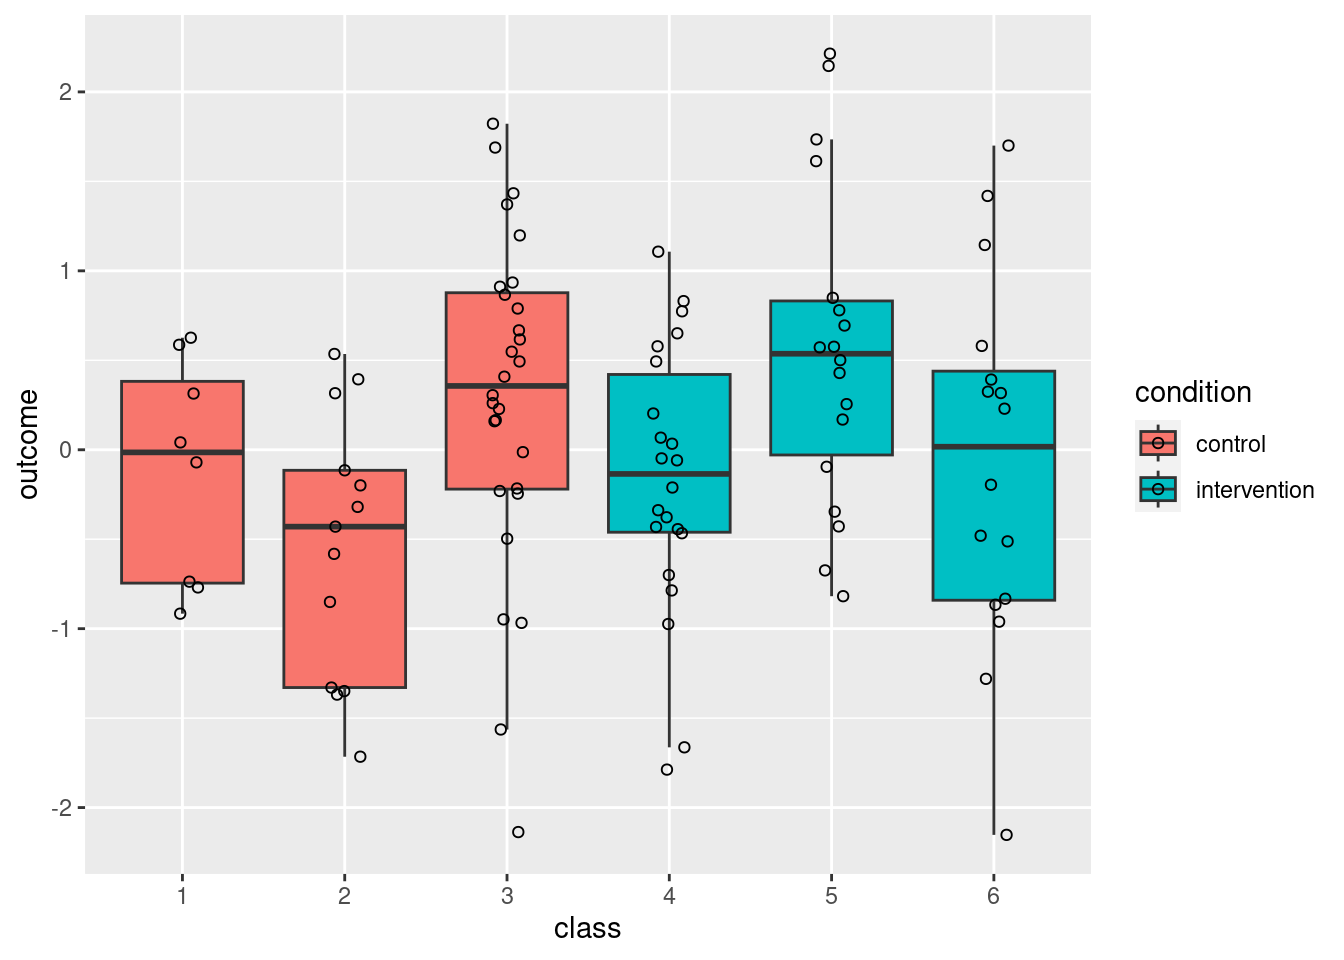 outcome
2
1
0
-1
-2
1 2 3 4 5 6
class
condition
control
intervention